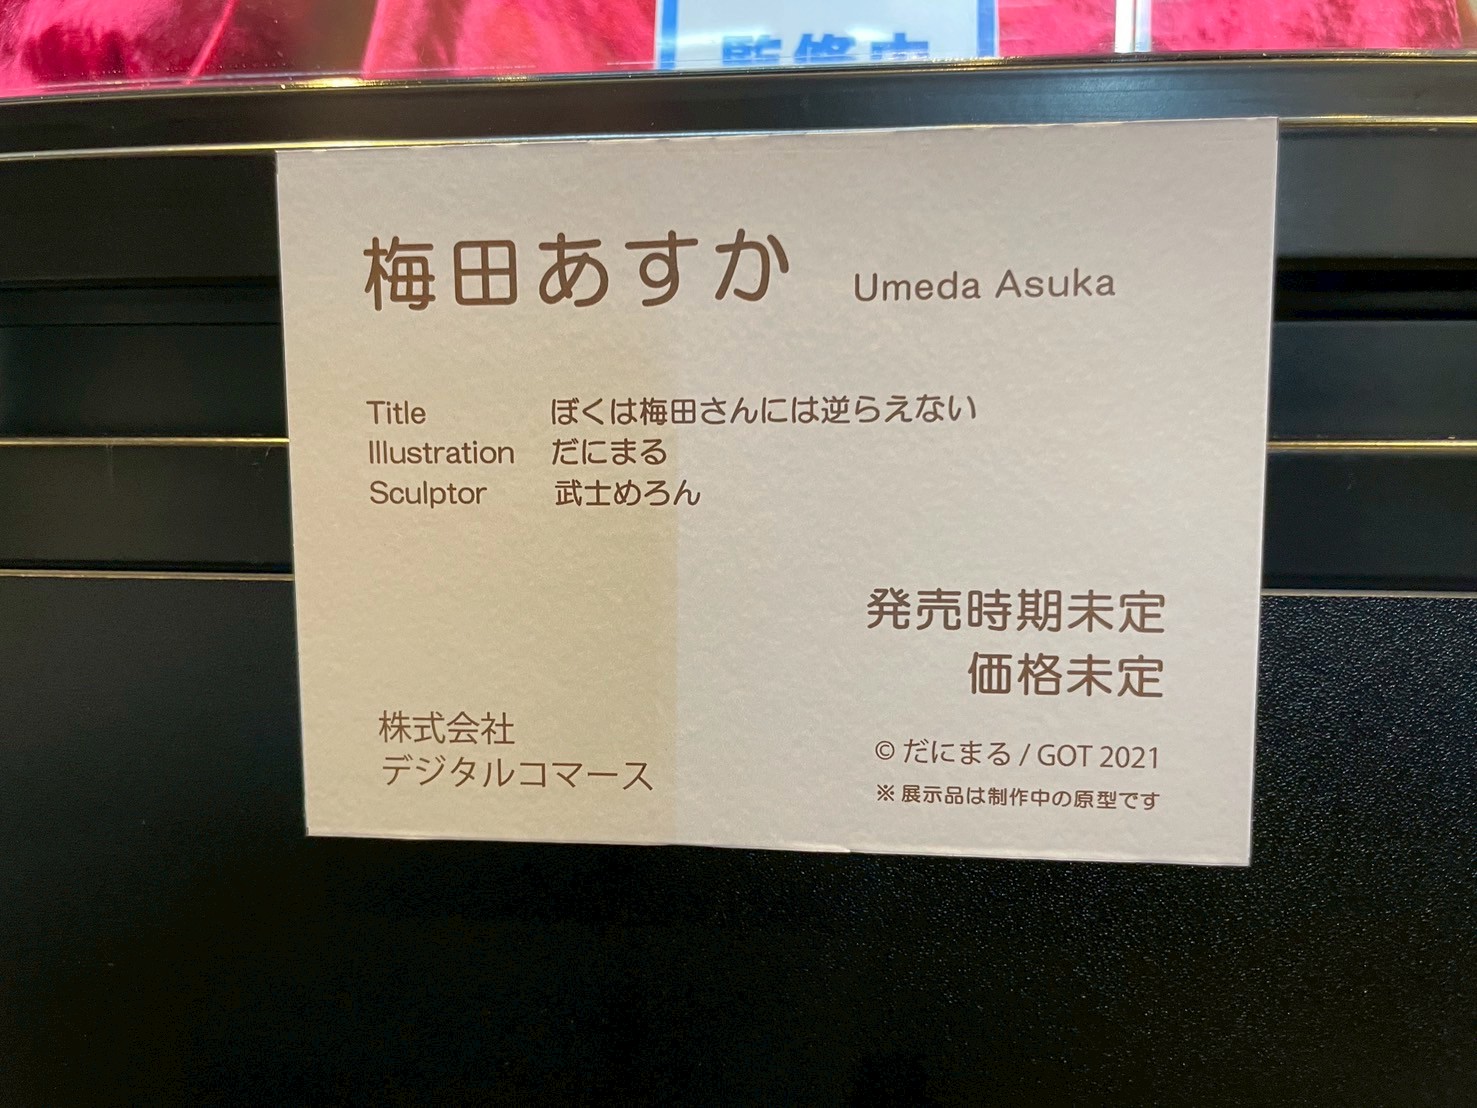 監修中
梅田あすか Umeda Asuka
Title ぼくは梅田さんには逆らえない
Illustration だにまる
Sculptor 武士めろん
発売時期未定
価格未定
株式会社
デジタルコマース
© だにまる / GOT 2021
※ 展示品は制作中の原型です